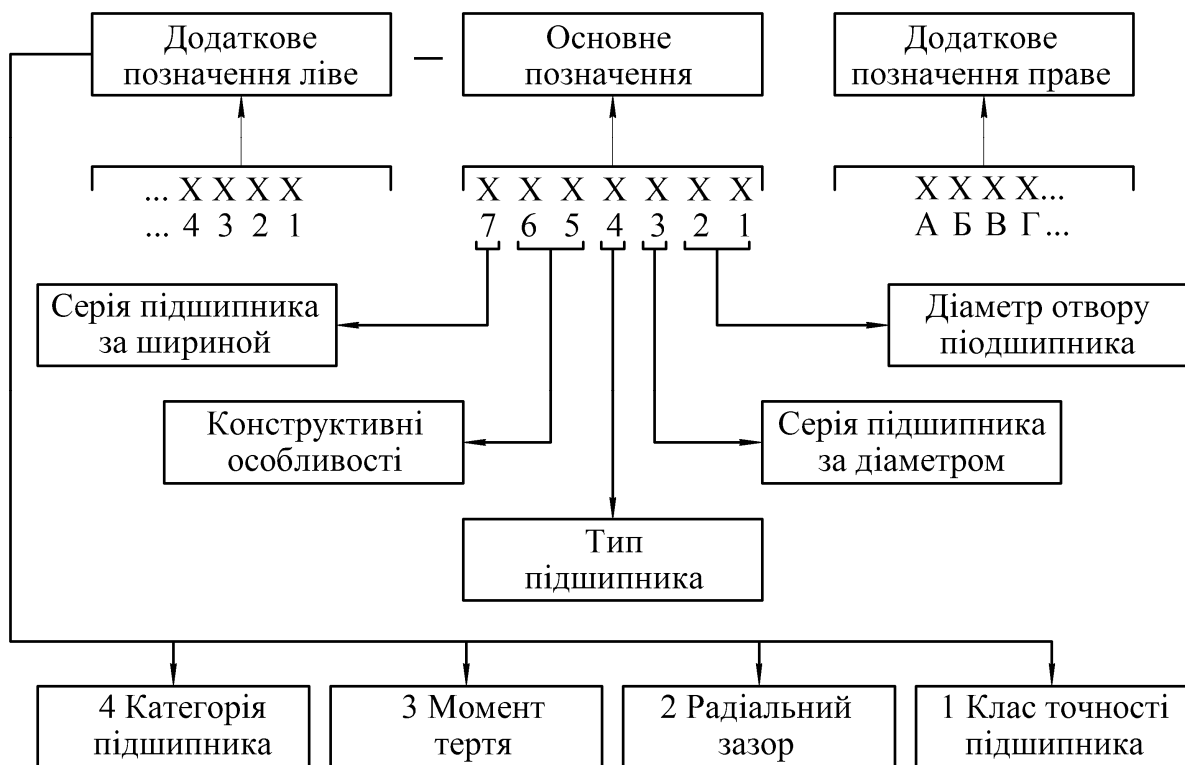 Додаткове
позначення ліве
—
Основне
позначення
Додаткове
позначення праве
... X X X X
... 4 3 2 1
X X X X X X X
7 6 5 4 3 2 1
X X X X...
А Б В Г...
Серія підшипника
за шириной
Діаметр отвору
піодшипника
Конструктивні
особливості
Серія підшипника
за діаметром
Тип
підшипника
4 Категорія
підшипника
3 Момент
тертя
2 Радіальний
зазор
1 Клас точності
підшипника